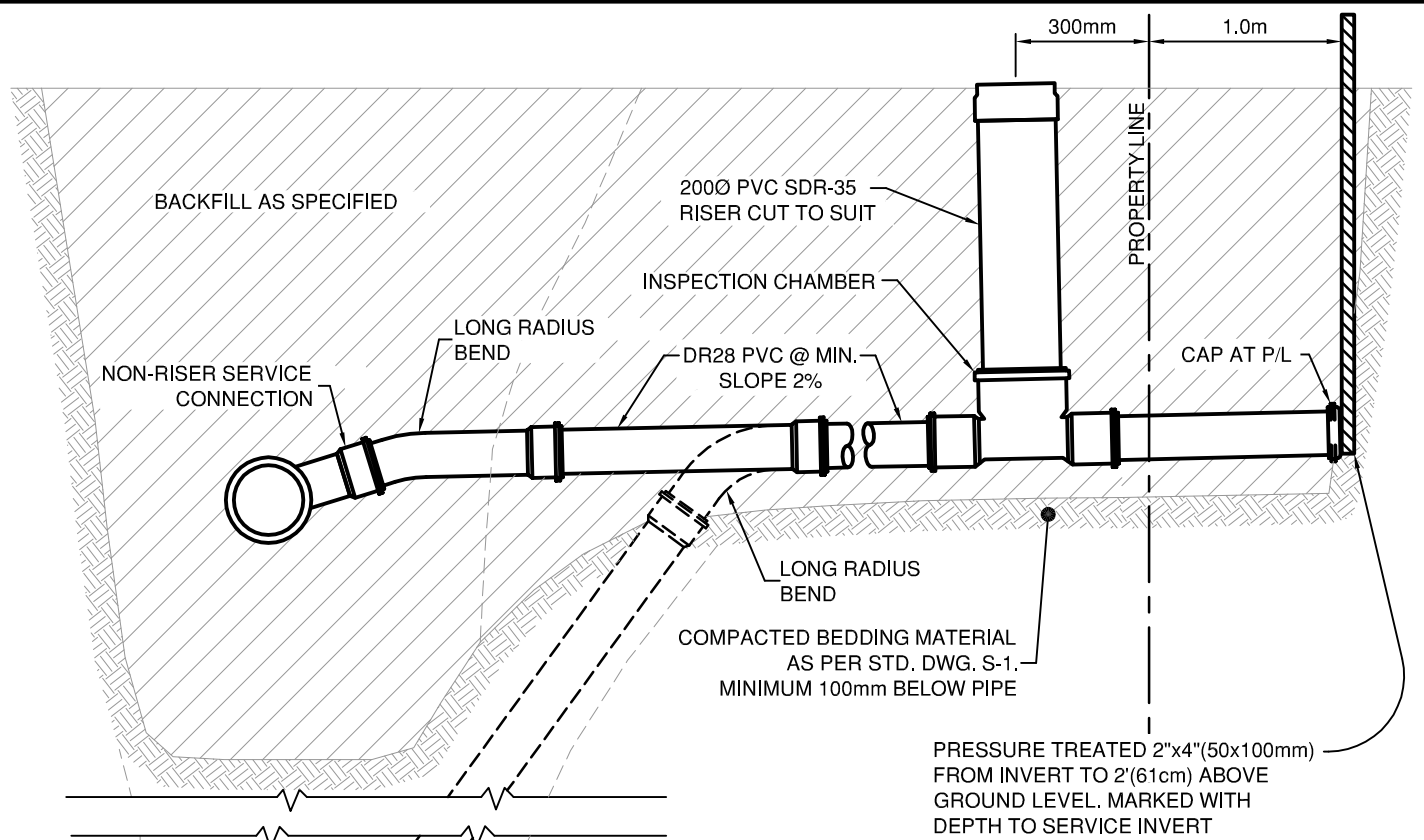 300mm
1.0m
PROPERTY LINE
BACKFILL AS SPECIFIED
200Ø PVC SDR-35
RISER CUT TO SUIT
INSPECTION CHAMBER
LONG RADIUS
BEND
DR28 PVC @ MIN.
SLOPE 2%
CAP AT P/L
NON-RISER SERVICE
CONNECTION
LONG RADIUS
BEND
COMPACTED BEDDING MATERIAL
AS PER STD. DWG. S-1.
MINIMUM 100mm BELOW PIPE
PRESSURE TREATED 2"x4"(50x100mm)
FROM INVERT TO 2'(61cm) ABOVE
GROUND LEVEL. MARKED WITH
DEPTH TO SERVICE INVERT